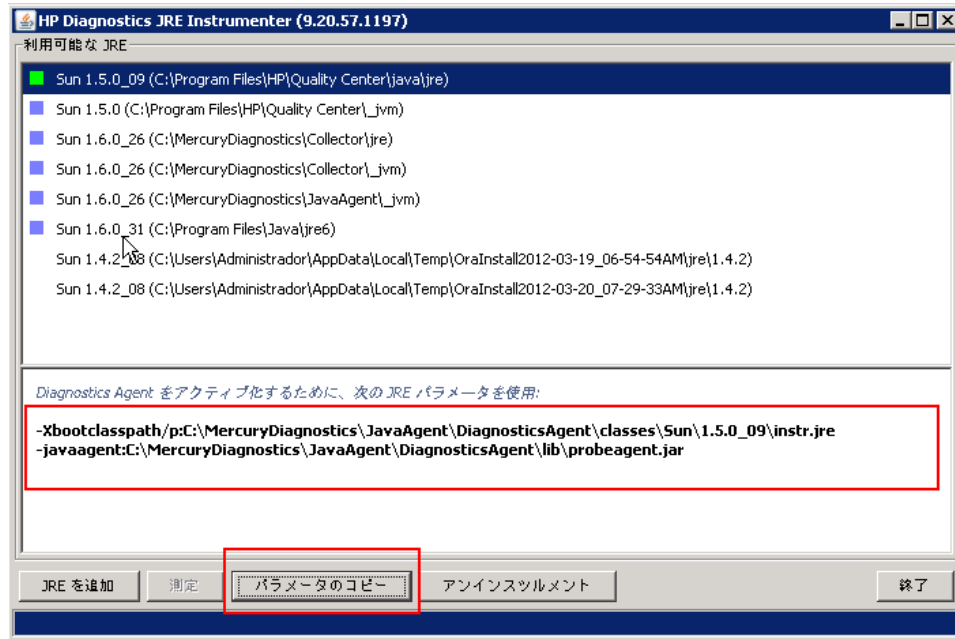 HP Diagnostics JRE Instrumenter (9.20.57.1197)
利用可能な JRE
Sun 1.5.0_09 (C:\Program Files\HP\Quality Center\java\jre)
Sun 1.5.0 (C:\Program Files\HP\Quality Center\_jvm)
Sun 1.6.0_26 (C:\MercuryDiagnostics\Collector\jre)
Sun 1.6.0_26 (C:\MercuryDiagnostics\Collector\_jvm)
Sun 1.6.0_26 (C:\MercuryDiagnostics\JavaAgent\_jvm)
Sun 1.6.0_31 (C:\Program Files\Java\jre6)
Sun 1.4.2_08 (C:\Users\Administrador\AppData\Local\Temp\OraInstall2012-03-19_06-54-54AM\jre\1.4.2)
Sun 1.4.2_08 (C:\Users\Administrador\AppData\Local\Temp\OraInstall2012-03-20_07-29-33AM\jre\1.4.2)
Diagnostics Agent をアクティブ化するために、次の JRE パラメータを使用:
-Xbootclasspath/p:C:\MercuryDiagnostics\JavaAgent\DiagnosticsAgent\classes\Sun\1.5.0_09\instr.jre
-javaagent:C:\MercuryDiagnostics\JavaAgent\DiagnosticsAgent\lib\probeagent.jar
JRE を追加 測定 パラメータのコピー アンインスツルメント 終了